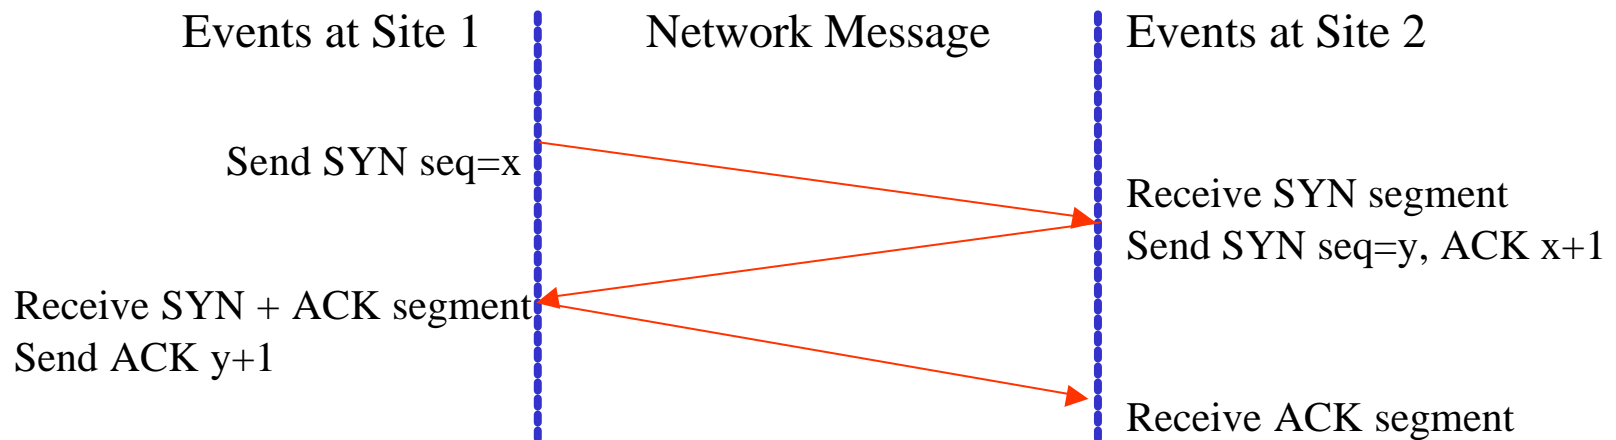 Events at Site 1
Network Message
Events at Site 2
Send SYN seq=x
Receive SYN segment
Send SYN seq=y, ACK x+1
Receive SYN + ACK segment
Send ACK y+1
Receive ACK segment